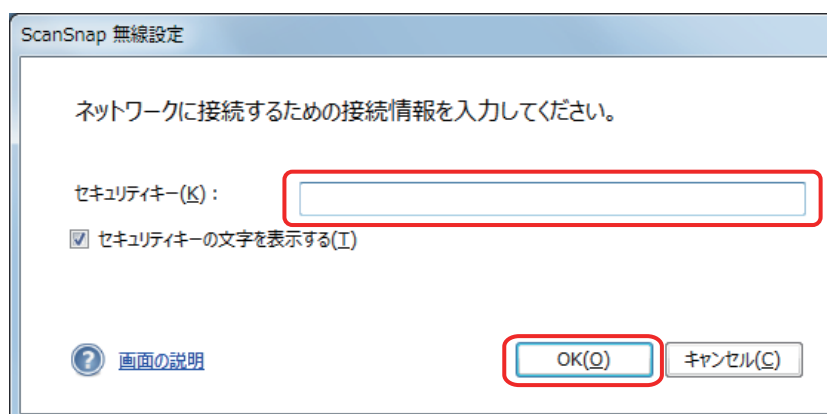 ScanSnap 無線設定
ネットワークに接続するための接続情報を入力してください。
セキュリティキー(K)：
セキュリティキーの文字を表示する(T)
? 画面の説明 OK(O) キャンセル(C)